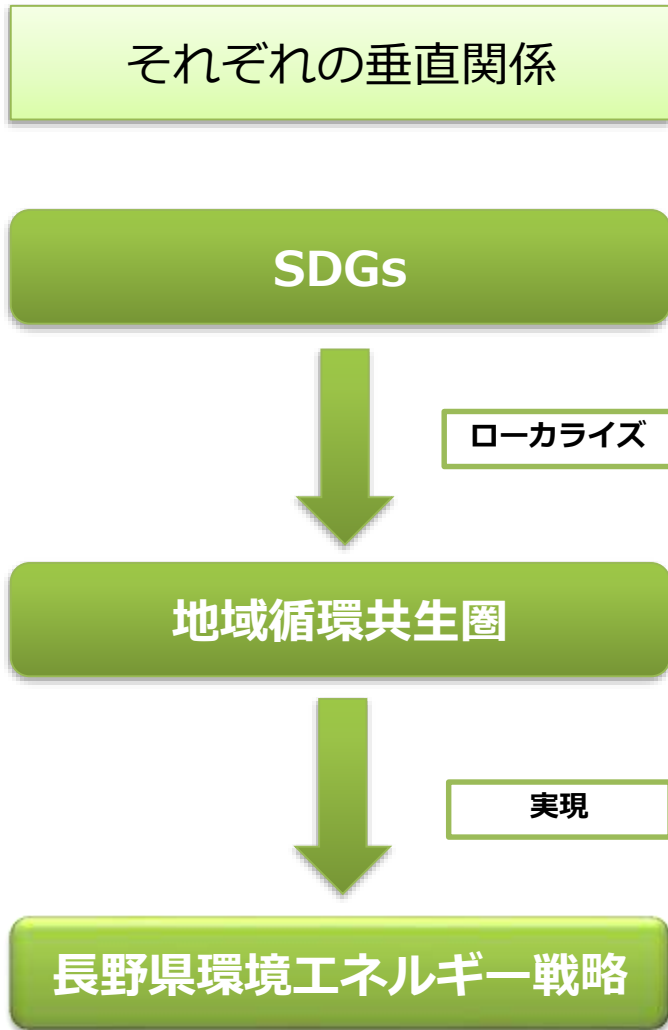 それぞれの垂直関係
SDGs
ローカライズ
地域循環共生圏
実現
長野県環境エネルギー戦略